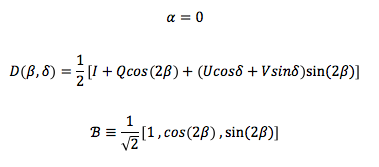 α = 0
D(β, δ) = 1/2 [I + Qcos(2β) + (Ucosδ + Vsinδ)sin(2β)]
ℬ ≡ 1/√2 [1 , cos(2β) , sin(2β)]